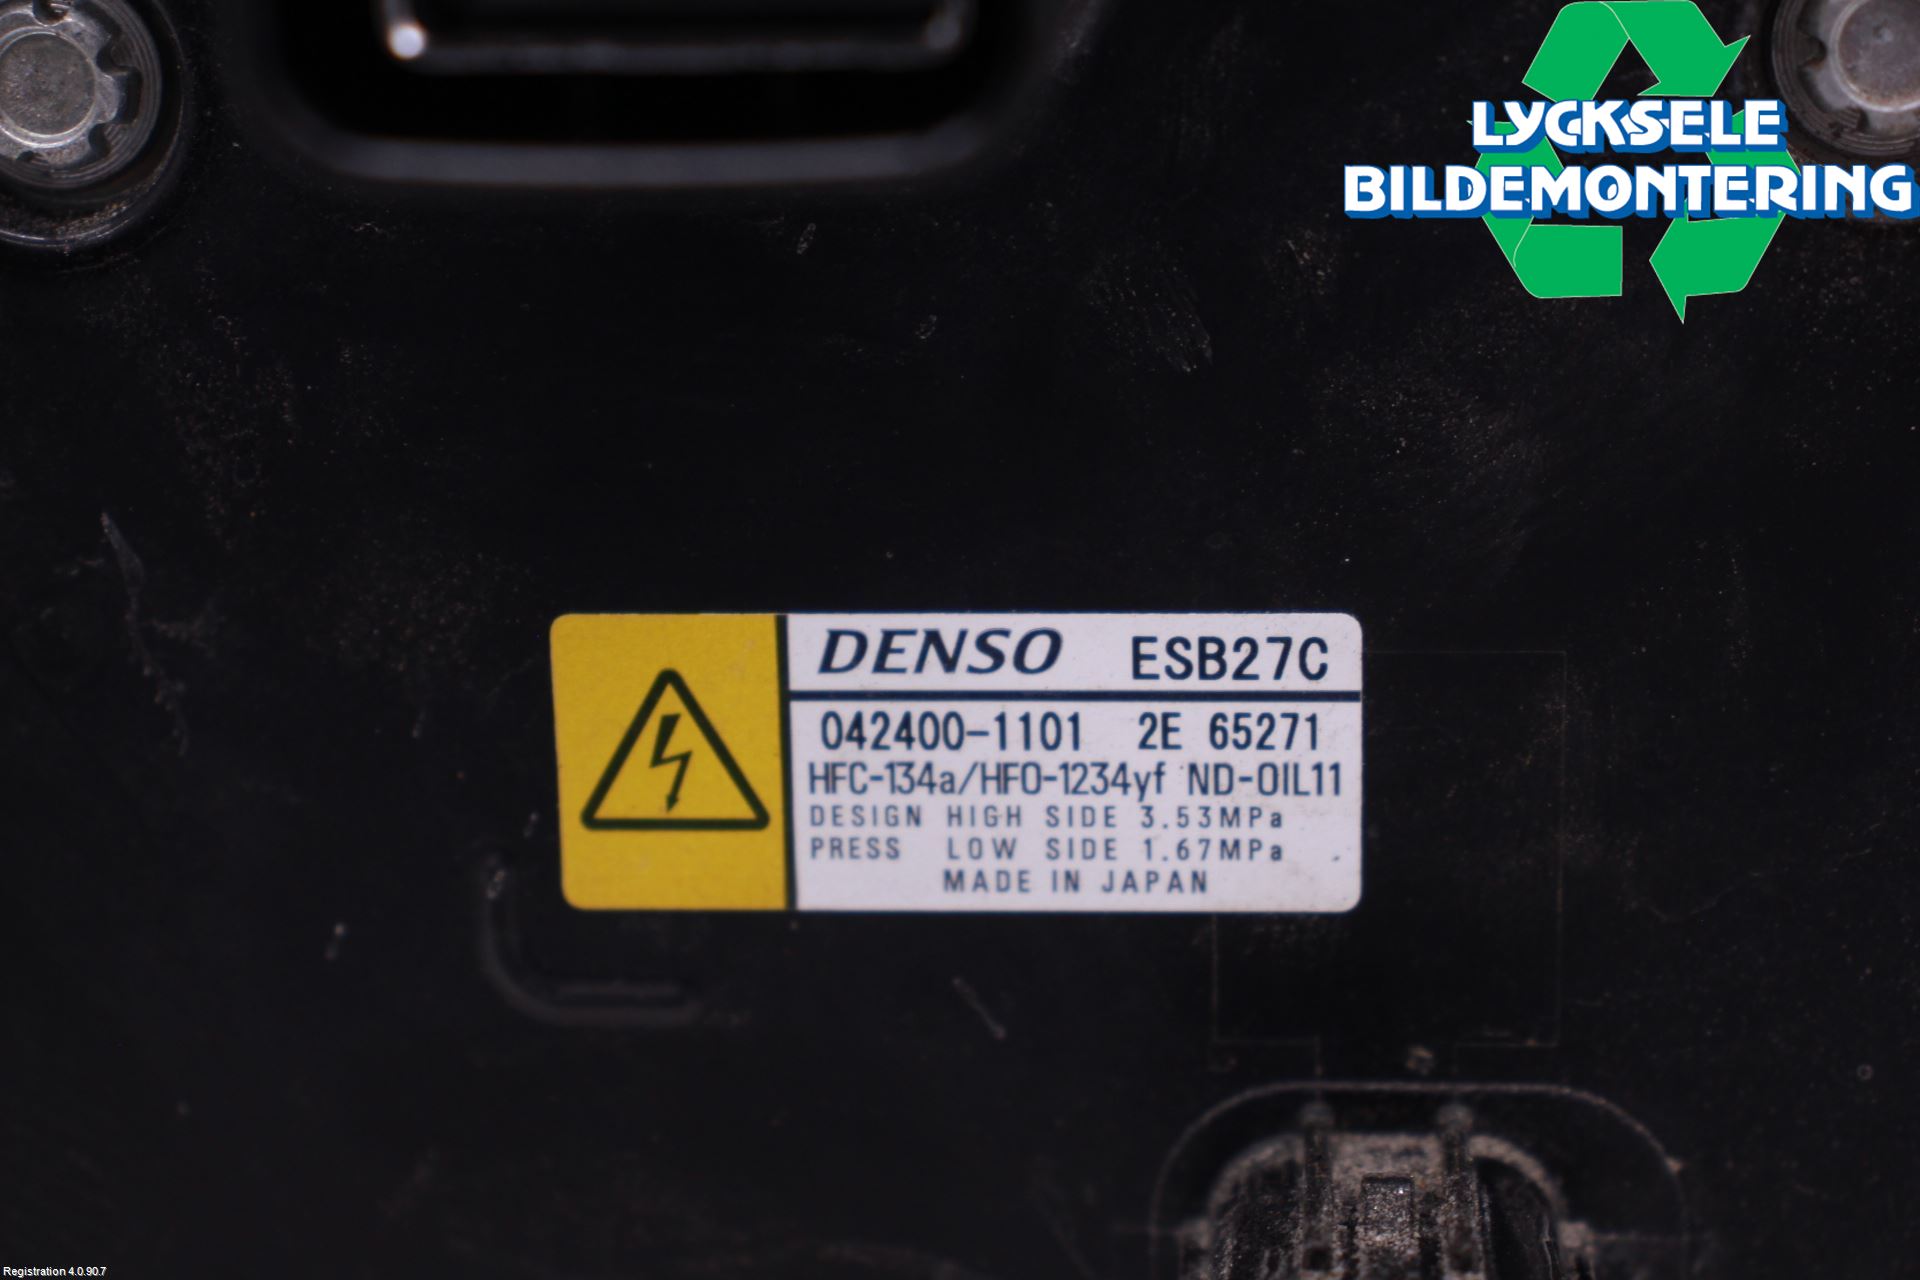 LYCKSELE
BILDEMONTERING
DENSO ESB27C
042400-1101 2E 65271
HFC-134a/HFO-1234yf ND-OIL11
DESIGN HIGH SIDE 3.53MPa
PRESS LOW SIDE 1.67MPa
MADE IN JAPAN
Registration 4.0.90.7